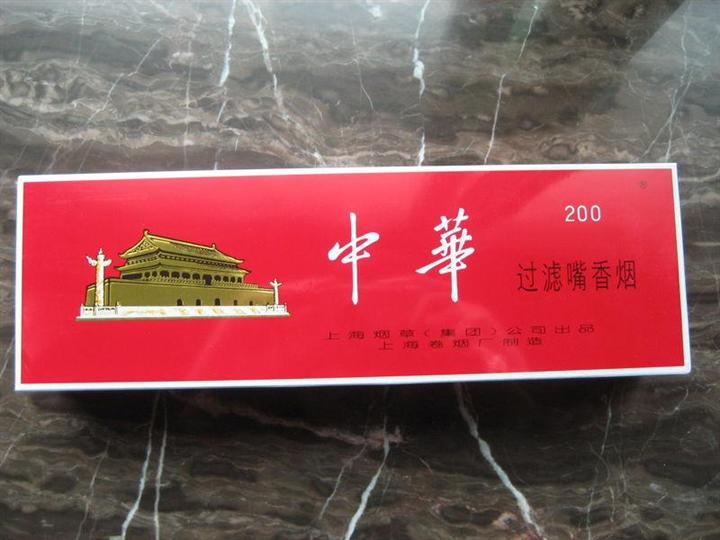 中華
200
过滤嘴香烟
上海烟草(集团)公司出品
上海卷烟厂制造